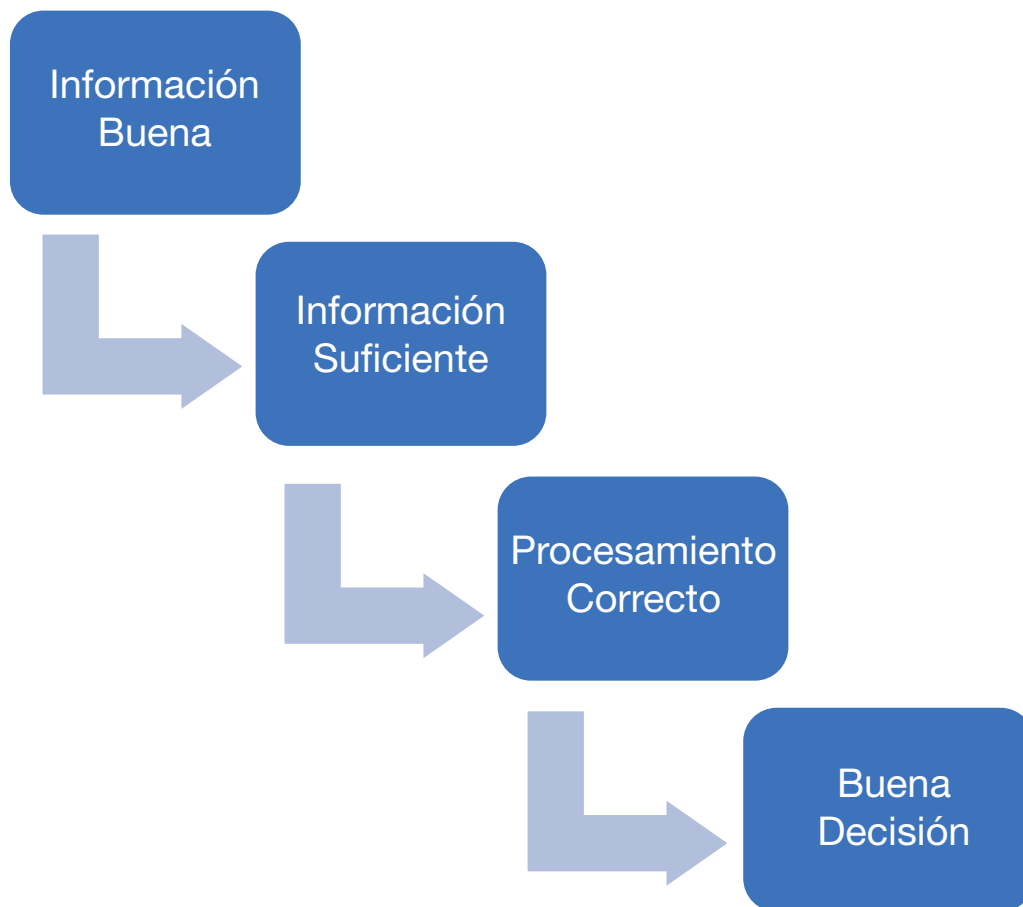 Información
Buena
Información
Suficiente
Procesamiento
Correcto
Buena
Decisión